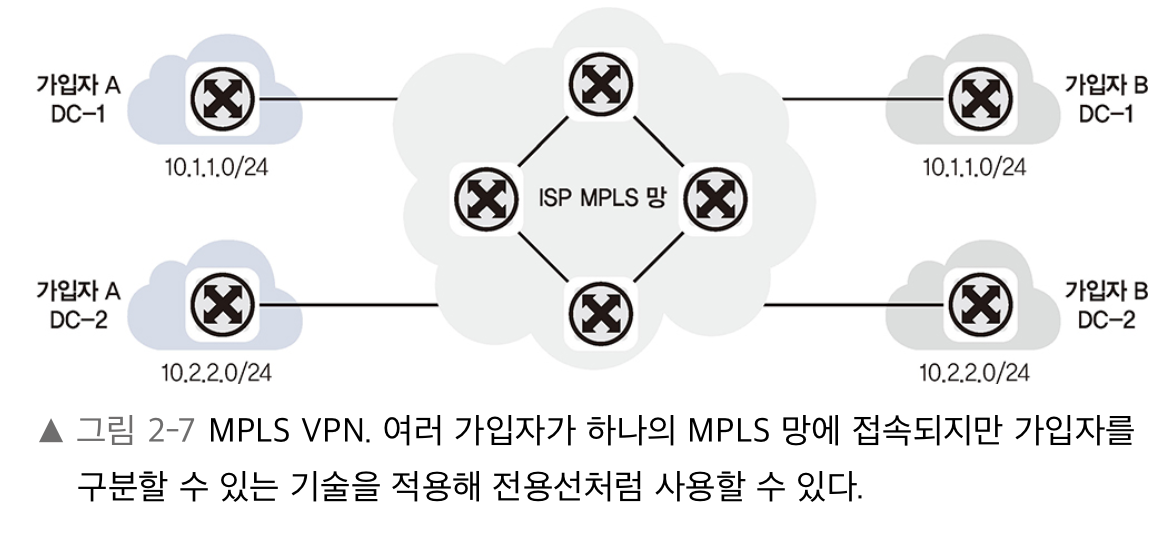 가입자 A
DC-1
10.1.1.0/24
가입자 B
DC-1
10.1.1.0/24
ISP MPLS 망
가입자 A
DC-2
10.2.2.0/24
가입자 B
DC-2
10.2.2.0/24
▲ 그림 2-7 MPLS VPN. 여러 가입자가 하나의 MPLS 망에 접속되지만 가입자를
구분할 수 있는 기술을 적용해 전용선처럼 사용할 수 있다.